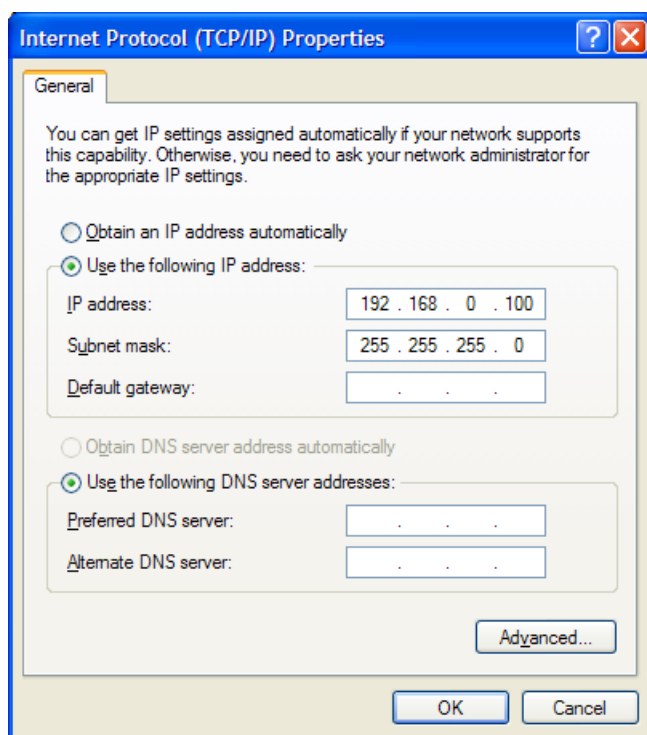 Internet Protocol (TCP/IP) Properties
General
You can get IP settings assigned automatically if your network supports
this capability. Otherwise, you need to ask your network administrator for
the appropriate IP settings.
Obtain an IP address automatically
Use the following IP address:
IP address: 192 . 168 . 0 . 100
Subnet mask: 255 . 255 . 255 . 0
Default gateway: . . .
Obtain DNS server address automatically
Use the following DNS server addresses:
Preferred DNS server: . . .
Alternate DNS server: . . .
Advanced...
OK Cancel